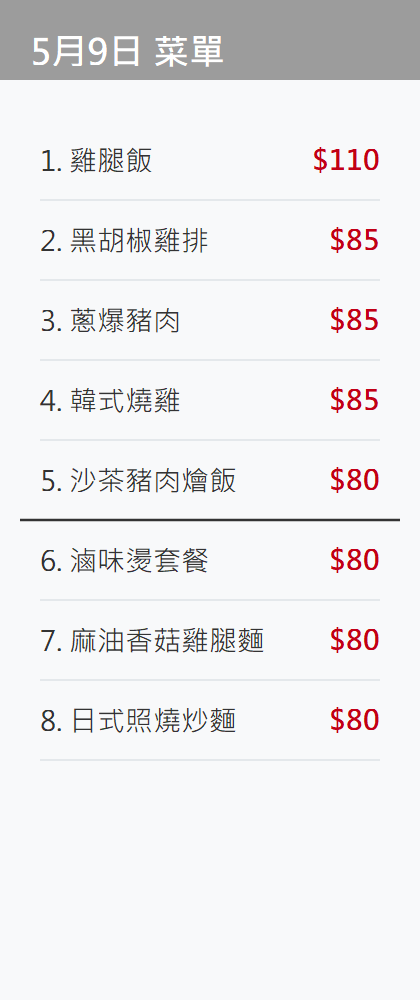 5月9日 菜單
1. 雞腿飯 $110
2. 黑胡椒雞排 $85
3. 蔥爆豬肉 $85
4. 韓式燒雞 $85
5. 沙茶豬肉燴飯 $80
6. 滷味燙套餐 $80
7. 麻油香菇雞腿麵 $80
8. 日式照燒炒麵 $80